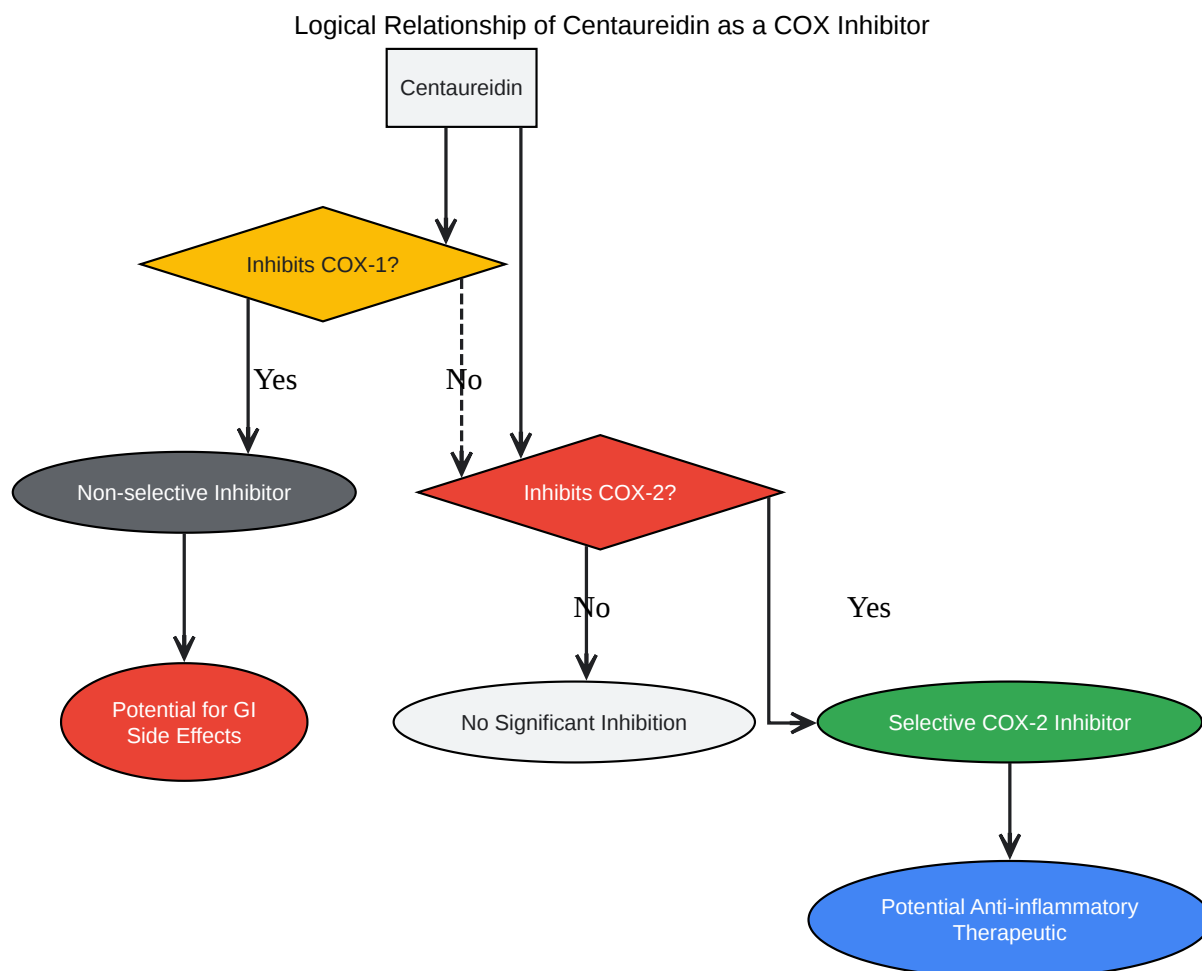 Logical Relationship of Centaureidin as a COX Inhibitor
Centaureidin
Inhibits COX-1?
Yes
No
Non-selective Inhibitor
Inhibits COX-2?
No
Yes
Potential for GI
Side Effects
No Significant Inhibition
Selective COX-2 Inhibitor
Potential Anti-inflammatory
Therapeutic